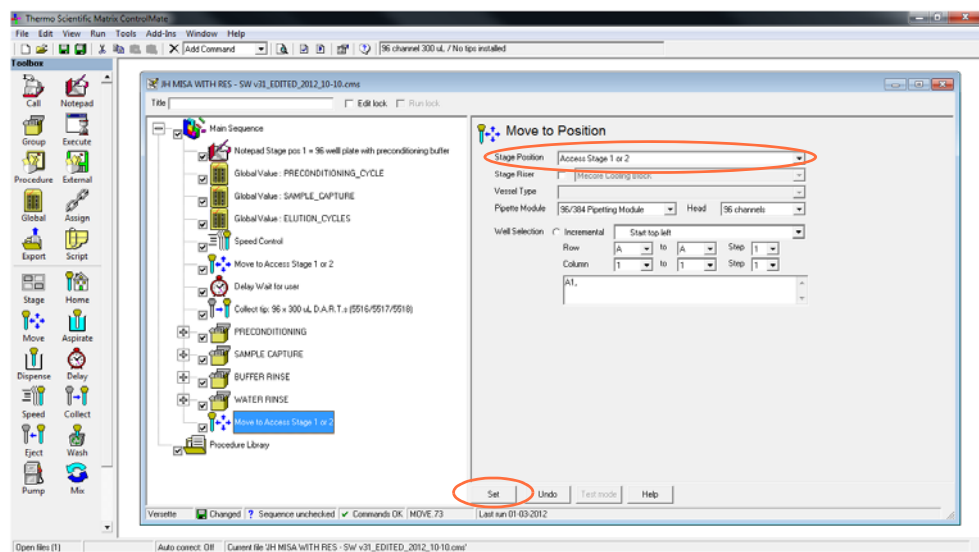 Thermo Scientific Matrix ControlMate
File Edit View Run Tools Add-Ins Window Help
Add Command
96 channel 300 uL / No tips installed
Toolbox
Call Notepad
Group Execute
Procedure External
Global Assign
Export Script
Stage Home
Move Aspirate
Dispense Delay
Speed Collect
Eject Wash
Pump Mix
JH MISA WITH RES - SW v31_EDITED_2012_10-10.cms
Title
Edit lock Run lock
Main Sequence
Notepad Stage pos 1 = 96 well plate with preconditioning buffer
Global Value : PRECONDITIONING_CYCLE
Global Value : SAMPLE_CAPTURE
Global Value : ELUTION_CYCLES
Speed Control
Move to Access Stage 1 or 2
Delay Wait for user
Collect tip: 96 x 300 uL D.A.R.T.s (5516/5517/5518)
PRECONDITIONING
SAMPLE CAPTURE
BUFFER RINSE
WATER RINSE
Move to Access Stage 1 or 2
Procedure Library
Move to Position
Stage Position Access Stage 1 or 2
Stage Riser Mecore Cooling Block
Vessel Type
Pipette Module 96/384 Pipetting Module Head 96 channels
Well Selection Incremental Start top left
Row A to A Step 1
Column 1 to 1 Step 1
A1,
Set Undo Test mode Help
Versette Changed ? Sequence unchecked Commands OK MOVE.73 Last run 01-03-2012
Open files (1) Auto correct: Off Current file 'JH MISA WITH RES - SW v31_EDITED_2012_10-10.cms'